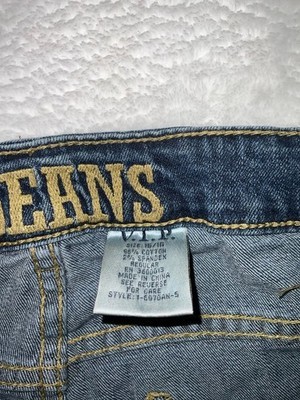 JEANS
V.I.P.
98% COTTON
2% SPANDEX
REGULAR
MADE IN CHINA
SEE REVERSE
FOR CARE